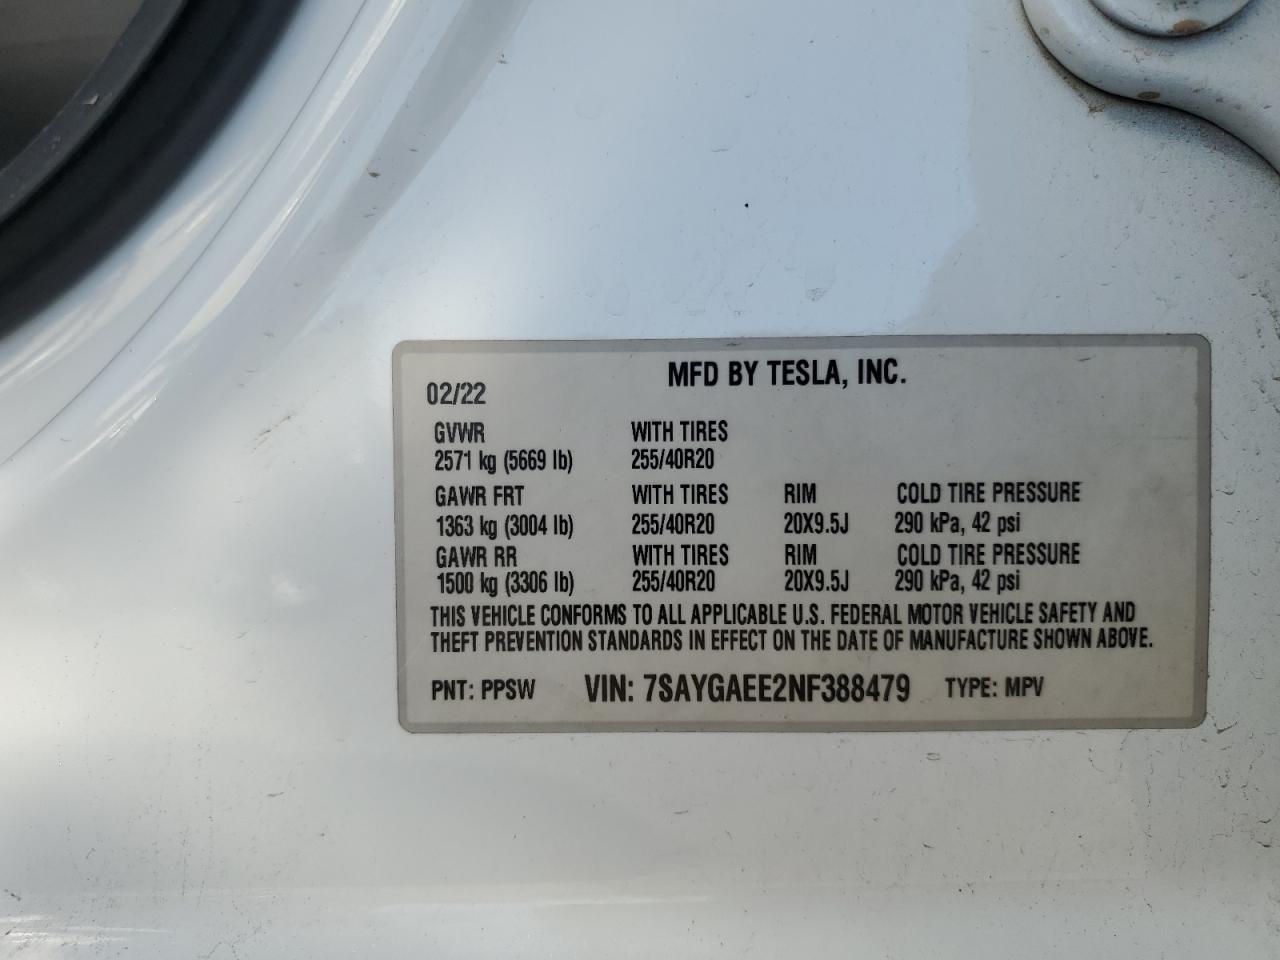 MFD BY TESLA, INC.
02/22
GVWR WITH TIRES
2571 kg (5669 lb) 255/40R20
GAWR FRT WITH TIRES RIM COLD TIRE PRESSURE
1363 kg (3004 lb) 255/40R20 20X9.5J 290 kPa, 42 psi
GAWR RR WITH TIRES RIM COLD TIRE PRESSURE
1500 kg (3306 lb) 255/40R20 20X9.5J 290 kPa, 42 psi
THIS VEHICLE CONFORMS TO ALL APPLICABLE U.S. FEDERAL MOTOR VEHICLE SAFETY AND
THEFT PREVENTION STANDARDS IN EFFECT ON THE DATE OF MANUFACTURE SHOWN ABOVE.
PNT: PPSW VIN: 7SAYGAEE2NF388479 TYPE: MPV